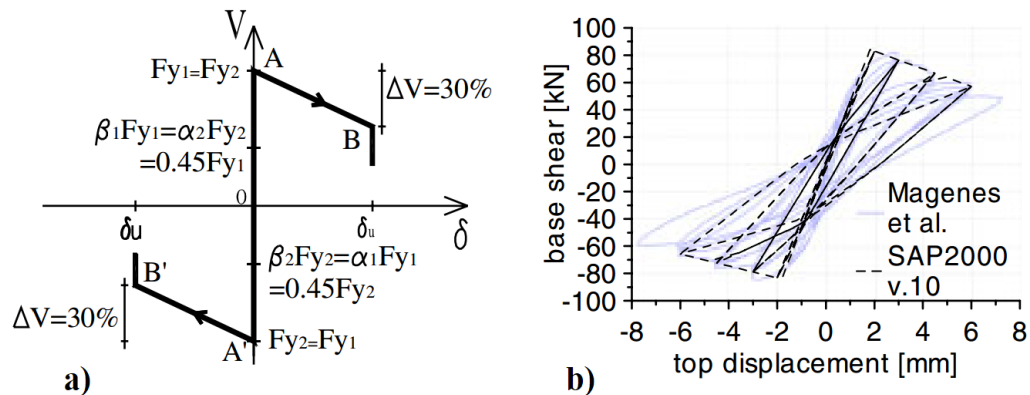 V
A
Fy₁=Fy₂
ΔV=30%
B
β₁Fy₁=α₂Fy₂
=0.45Fy₁
0
δu
δᵤ
δ
B'
β₂Fy₂=α₁Fy₁
=0.45Fy₂
ΔV=30%
A'
Fy₂=Fy₁
a)
base shear [kN]
100
80
60
40
20
0
-20
-40
-60
-80
-100
-8
-6
-4
-2
0
2
4
6
8
top displacement [mm]
Magenes
et al.
SAP2000
v.10
b)